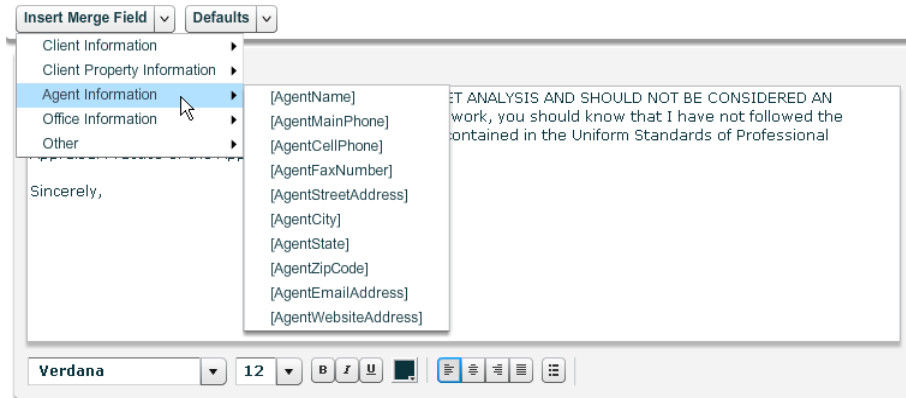 Insert Merge Field Defaults
Client Information
Client Property Information
Agent Information
Office Information
Other
[AgentName]
[AgentMainPhone]
[AgentCellPhone]
[AgentFaxNumber]
[AgentStreetAddress]
[AgentCity]
[AgentState]
[AgentZipCode]
[AgentEmailAddress]
[AgentWebsiteAddress]
ANALYSIS AND SHOULD NOT BE CONSIDERED AN
work, you should know that I have not followed the
contained in the Uniform Standards of Professional
Sincerely,
Verdana 12 B I U